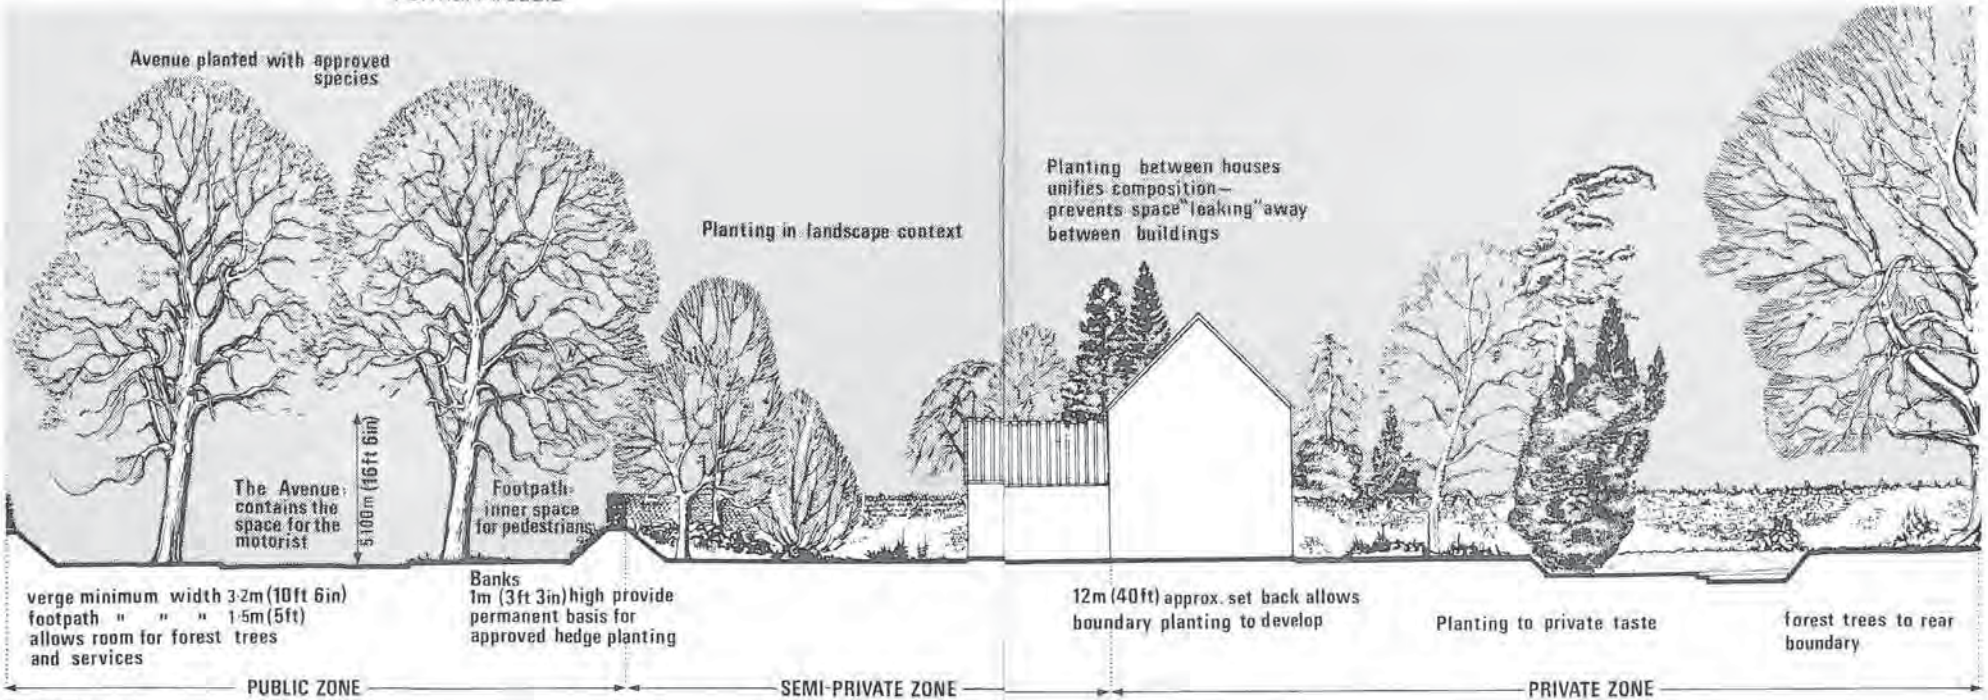 Avenue planted with approved
species
Planting in landscape context
Planting between houses
unifies composition—
prevents space "leaking" away
between buildings
The Avenue:
contains the
space for the
motorist
5·100m (16ft 6in)
Footpath:
inner space
for pedestrians
verge minimum width 3·2m (10ft 6in)
footpath " " " 1·5m (5ft)
allows room for forest trees
and services
Banks
1m (3ft 3in) high provide
permanent basis for
approved hedge planting
12m (40ft) approx. set back allows
boundary planting to develop
Planting to private taste
forest trees to rear
boundary
PUBLIC ZONE
SEMI-PRIVATE ZONE
PRIVATE ZONE